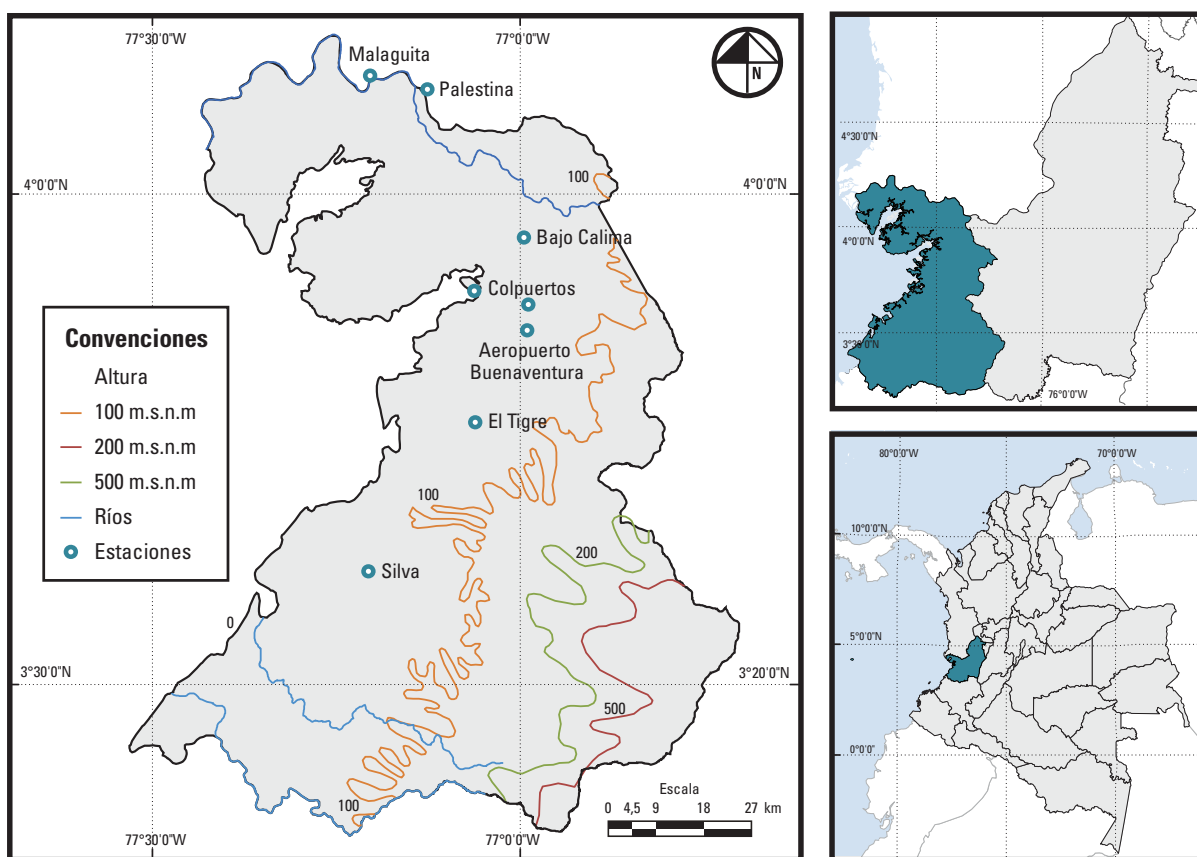 77°30'0"W
77°0'0"W
Malaguita
Palestina
N
100
4°0'0"N
4°0'0"N
Bajo Calima
Colpuertos
Aeropuerto
Buenaventura
El Tigre
100
200
Silva
0
3°30'0"N
3°20'0"N
500
100
Convenciones
Altura
100 m.s.n.m
200 m.s.n.m
500 m.s.n.m
Ríos
Estaciones
Escala
0 4,5 9 18 27 km
77°30'0"W
77°0'0"W
4°30'0"N
4°0'0"N
3°30'0"N
76°0'0"W
80°0'0"W
70°0'0"W
10°0'0"N
5°0'0"N
0°0'0"